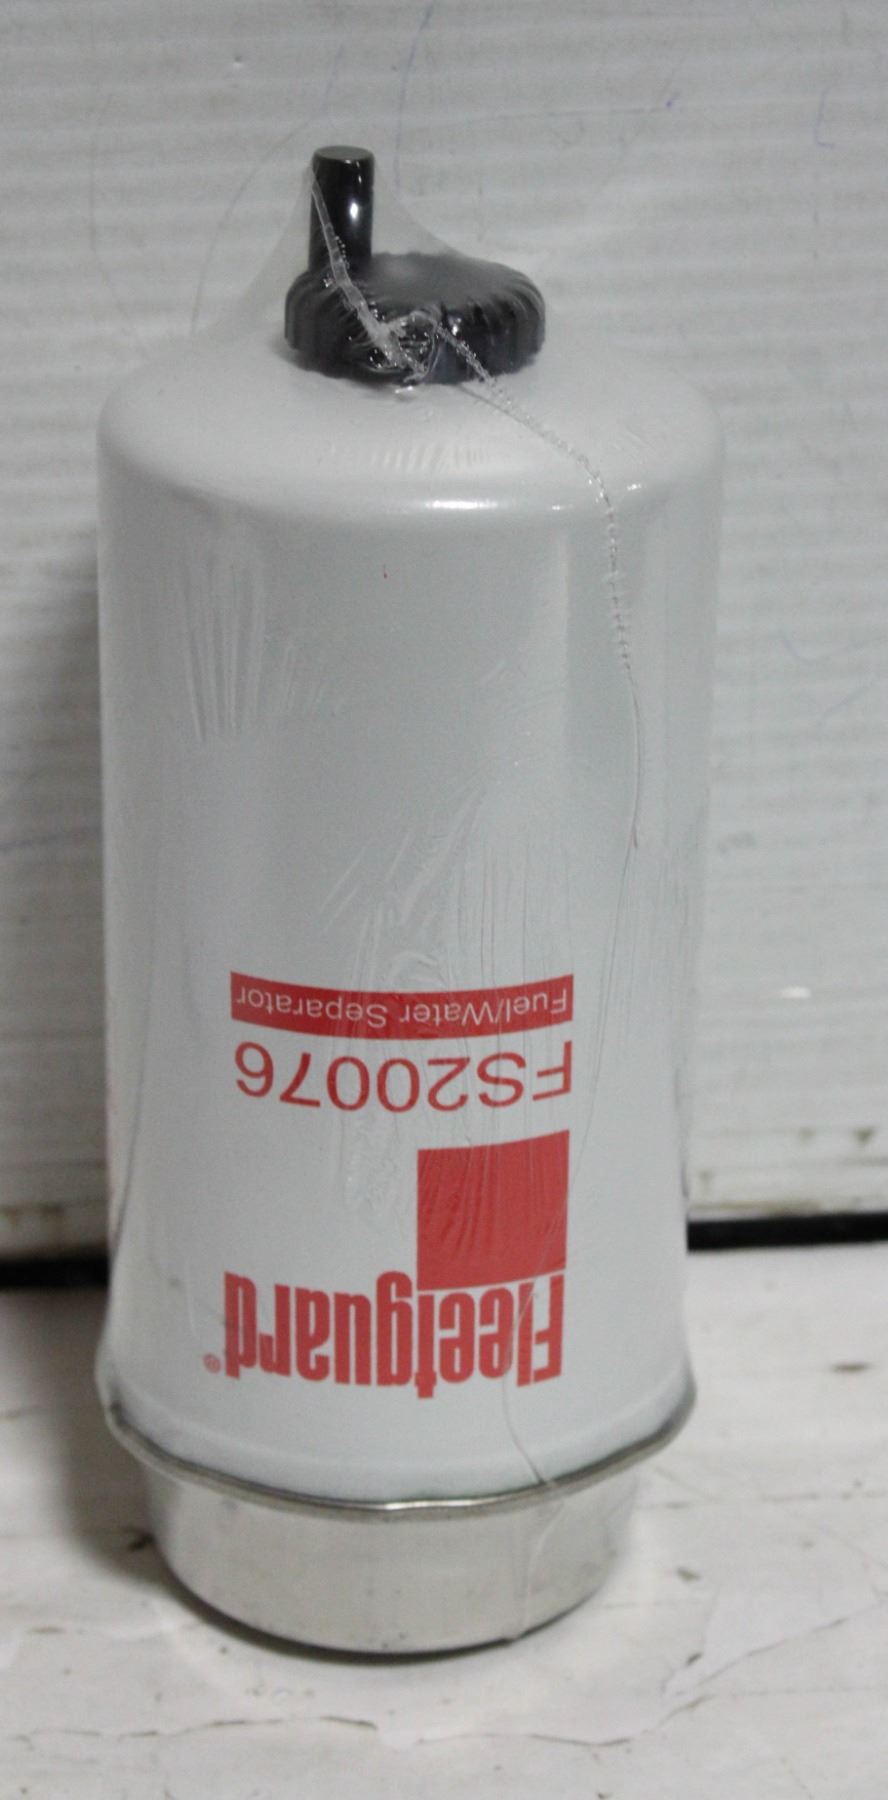 Fleetguard®
FS20076
Fuel/Water Separator